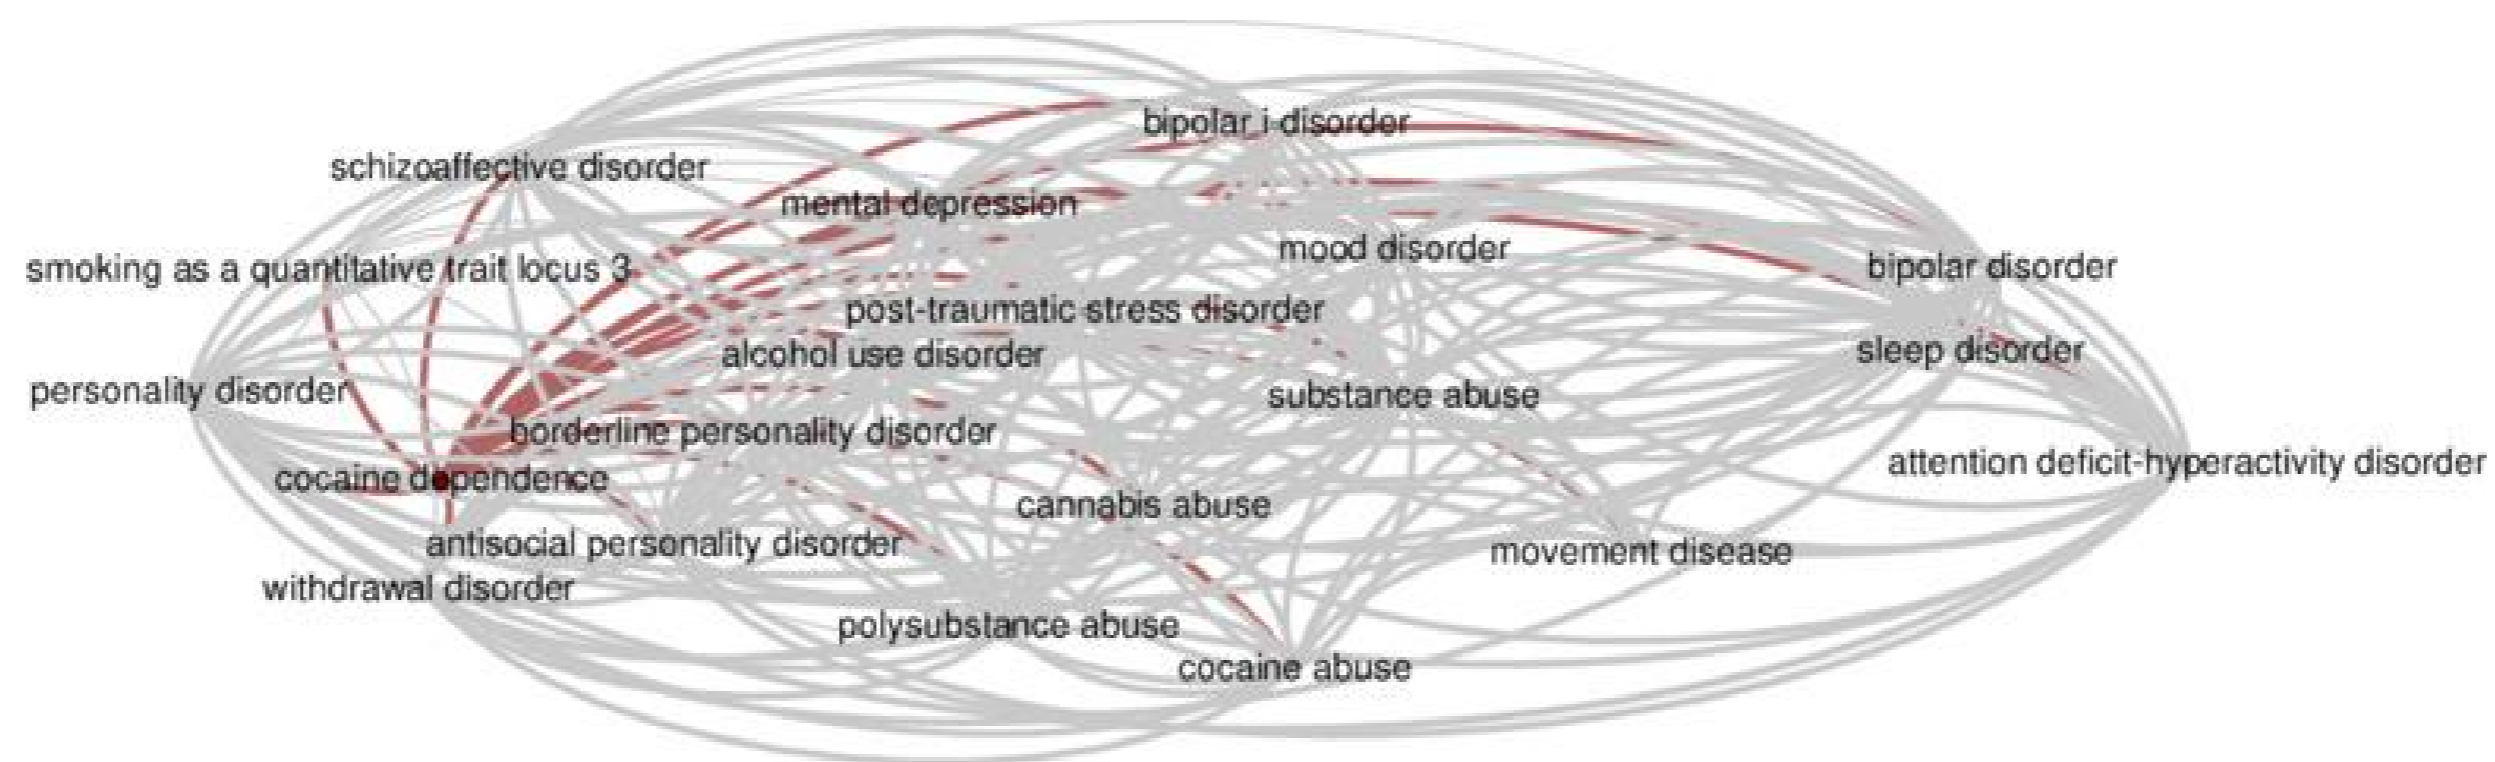 bipolar i disorder
schizoaffective disorder
mental depression
mood disorder
smoking as a quantitative trait locus 3
bipolar disorder
post-traumatic stress disorder
alcohol use disorder
sleep disorder
personality disorder
substance abuse
borderline personality disorder
attention deficit-hyperactivity disorder
cocaine dependence
cannabis abuse
antisocial personality disorder
movement disease
withdrawal disorder
polysubstance abuse
cocaine abuse